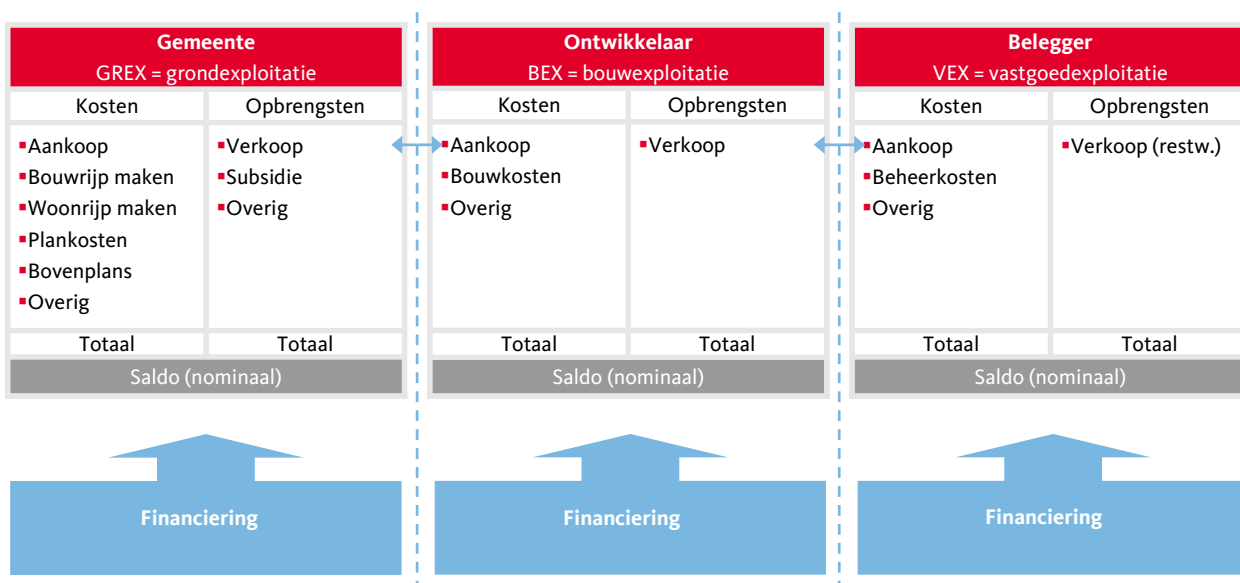 Gemeente
GREX = grondexploitatie
Kosten
Opbrengsten
Aankoop
Bouwrijp maken
Woonrijp maken
Plankosten
Bovenplans
Overig
Verkoop
Subsidie
Overig
Totaal
Totaal
Saldo (nominaal)
Financiering
Ontwikkelaar
BEX = bouwexploitatie
Kosten
Opbrengsten
Aankoop
Bouwkosten
Overig
Verkoop
Totaal
Totaal
Saldo (nominaal)
Financiering
Belegger
VEX = vastgoedexploitatie
Kosten
Opbrengsten
Aankoop
Beheerkosten
Overig
Verkoop (restw.)
Totaal
Totaal
Saldo (nominaal)
Financiering